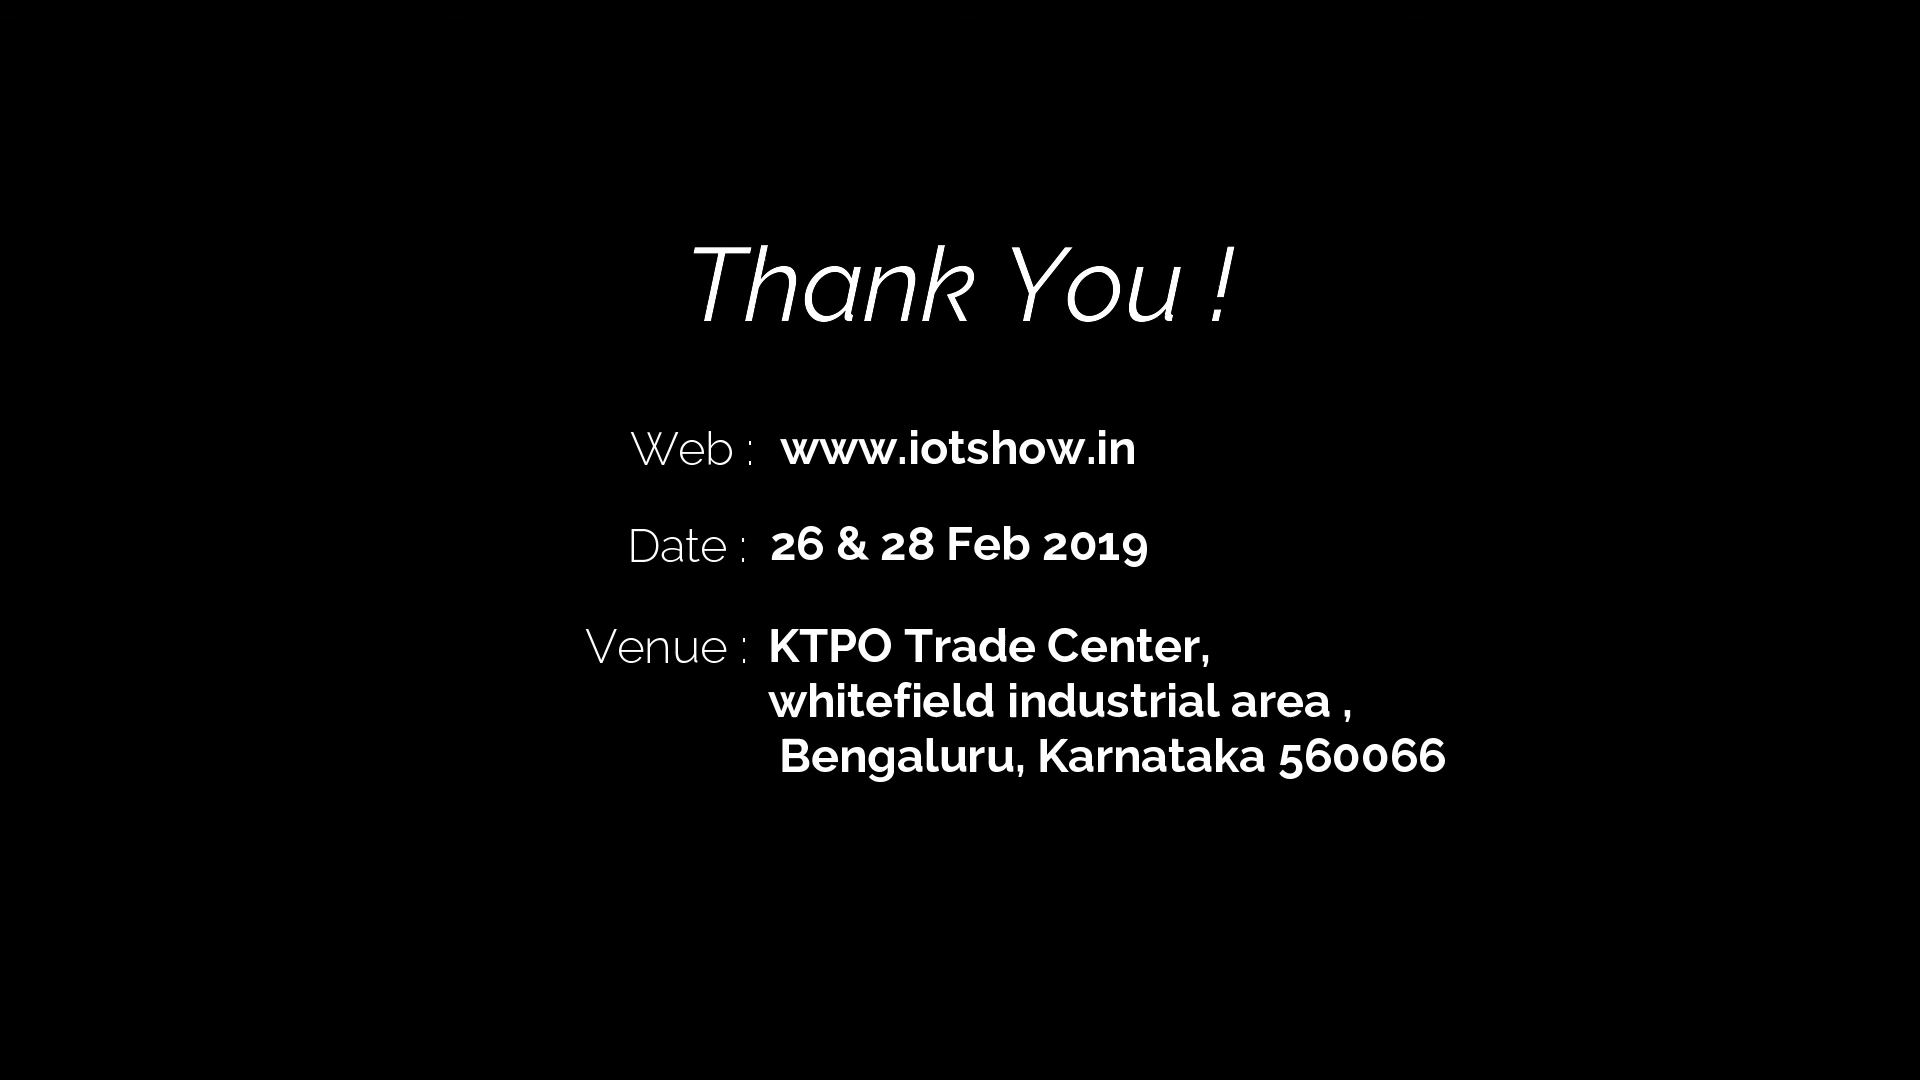 Thank You !
Web : www.iotshow.in
Date : 26 & 28 Feb 2019
Venue : KTPO Trade Center,
whitefield industrial area ,
Bengaluru, Karnataka 560066